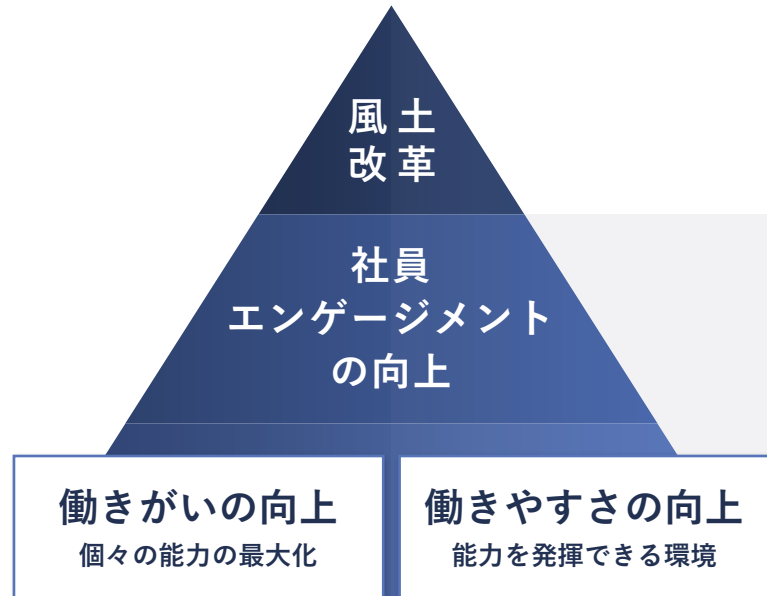 風土
改革
社員
エンゲージメント
の向上
働きがいの向上
個々の能力の最大化
働きやすさの向上
能力を発揮できる環境